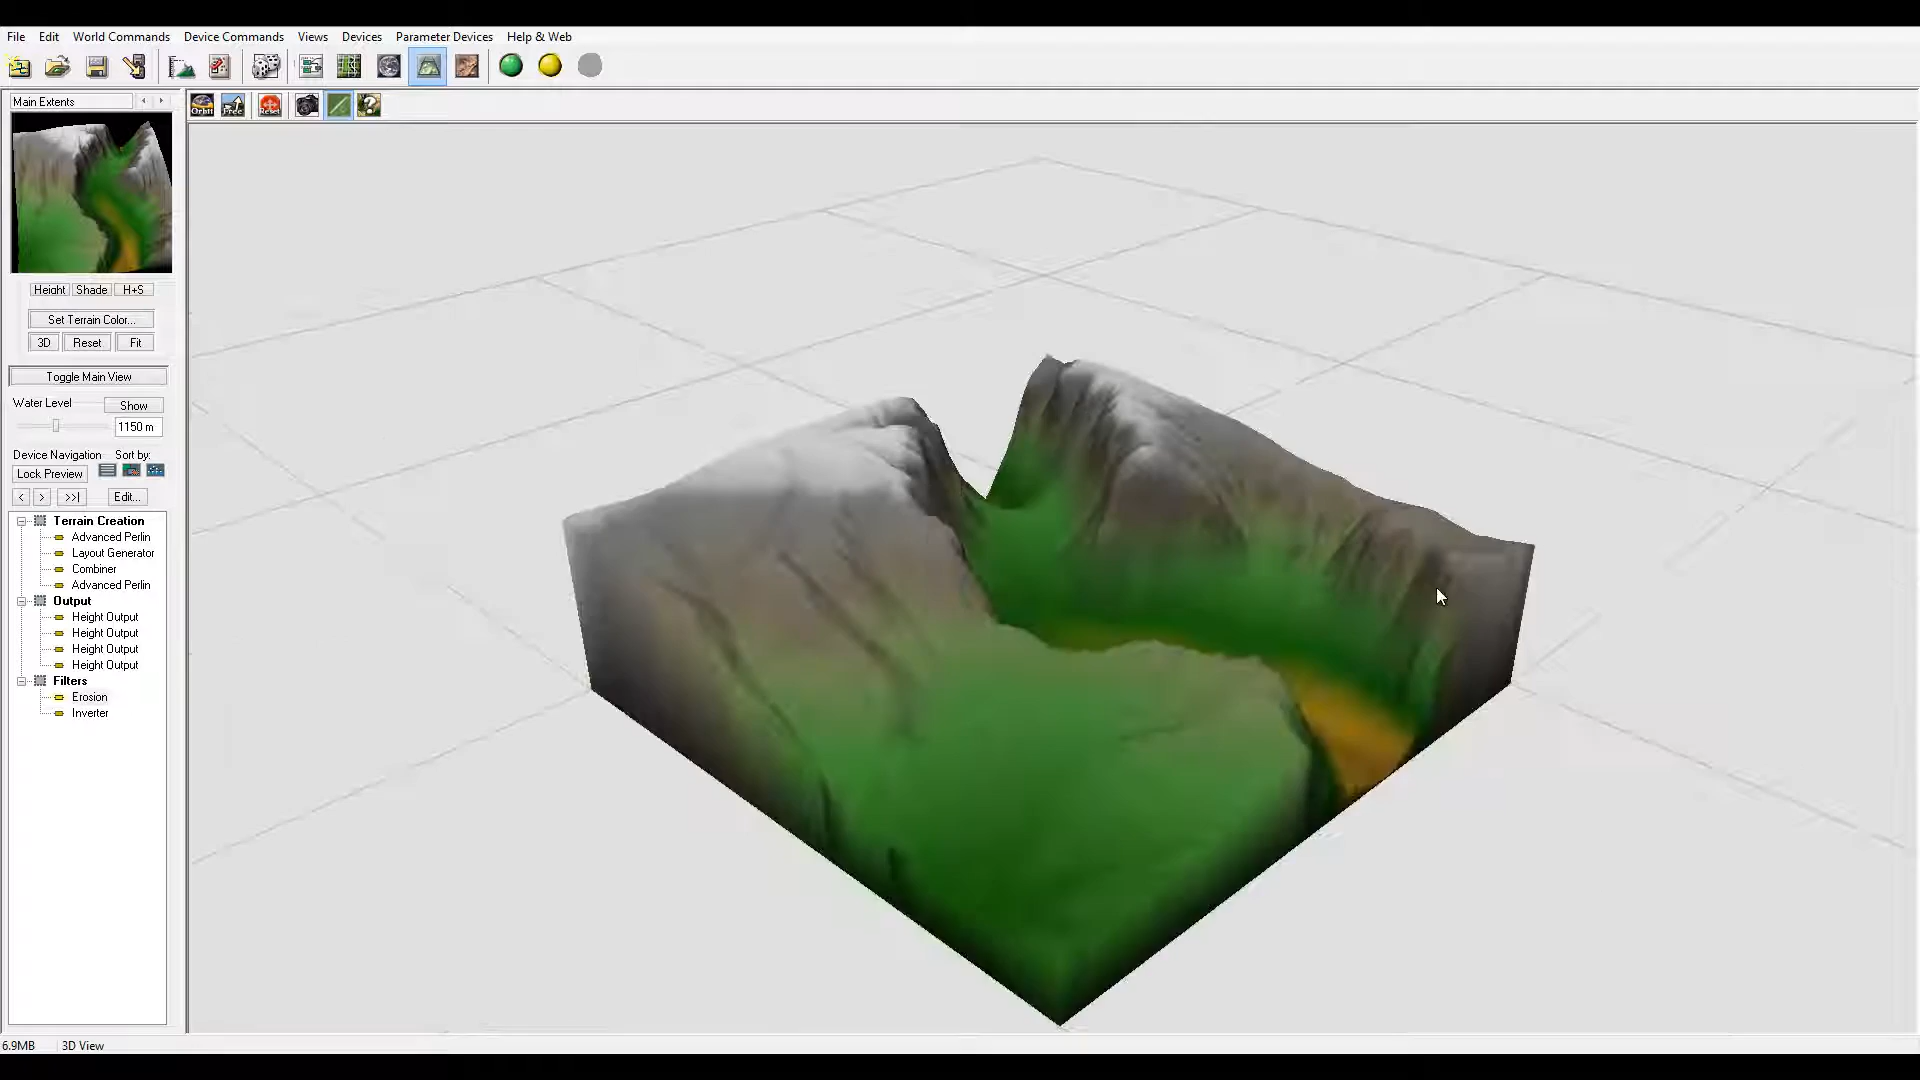 File Edit World Commands Device Commands Views Devices Parameter Devices Help & Web
Main Extents
Orbit Free Reset
Height Shade H+S
Set Terrain Color...
3D Reset Fit
Toggle Main View
Water Level Show
1150 m
Device Navigation Sort by:
Lock Preview
< > >>| Edit...
Terrain Creation
Advanced Perlin
Layout Generator
Combiner
Advanced Perlin
Output
Height Output
Height Output
Height Output
Height Output
Filters
Erosion
Inverter
6.9MB 3D View